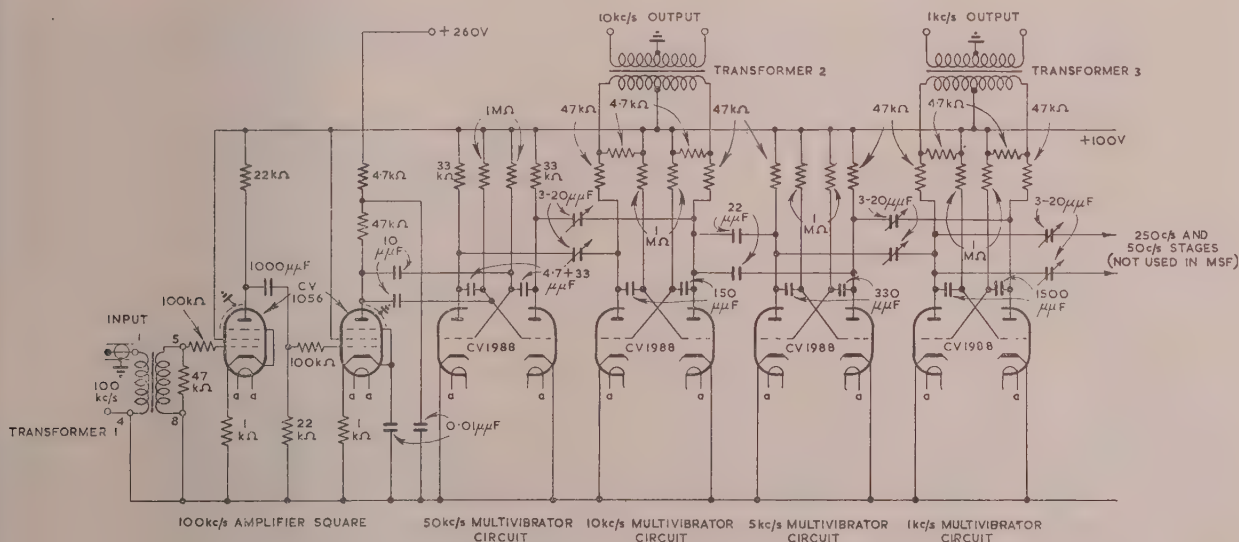 10kc/s OUTPUT
1kc/s OUTPUT
+260V
TRANSFORMER 2
TRANSFORMER 3
1MΩ
47kΩ
4·7kΩ
47kΩ
47kΩ
4·7kΩ
47kΩ
+100V
22kΩ
4·7kΩ
33
kΩ
33
kΩ
3-20μμF
22
μμF
3-20μμF
3-20μμF
47kΩ
1
MΩ
1
MΩ
1
MΩ
1
MΩ
250c/s AND
50c/s STAGES
(NOT USED IN MSF)
10
μμF
1000μμF
CV
1056
4·7+33
μμF
150
μμF
330
μμF
1500
μμF
100kΩ
INPUT
1
5
100
kc/s
47
kΩ
4
8
TRANSFORMER 1
100kΩ
CV1988
CV1988
CV1988
CV1988
a
a
a
a
a
a
a
a
a
a
a
a
1
kΩ
22
kΩ
1
kΩ
0·01μμF
100kc/s AMPLIFIER SQUARE
50kc/s MULTIVIBRATOR
CIRCUIT
10kc/s MULTIVIBRATOR
CIRCUIT
5kc/s MULTIVIBRATOR
CIRCUIT
1kc/s MULTIVIBRATOR
CIRCUIT